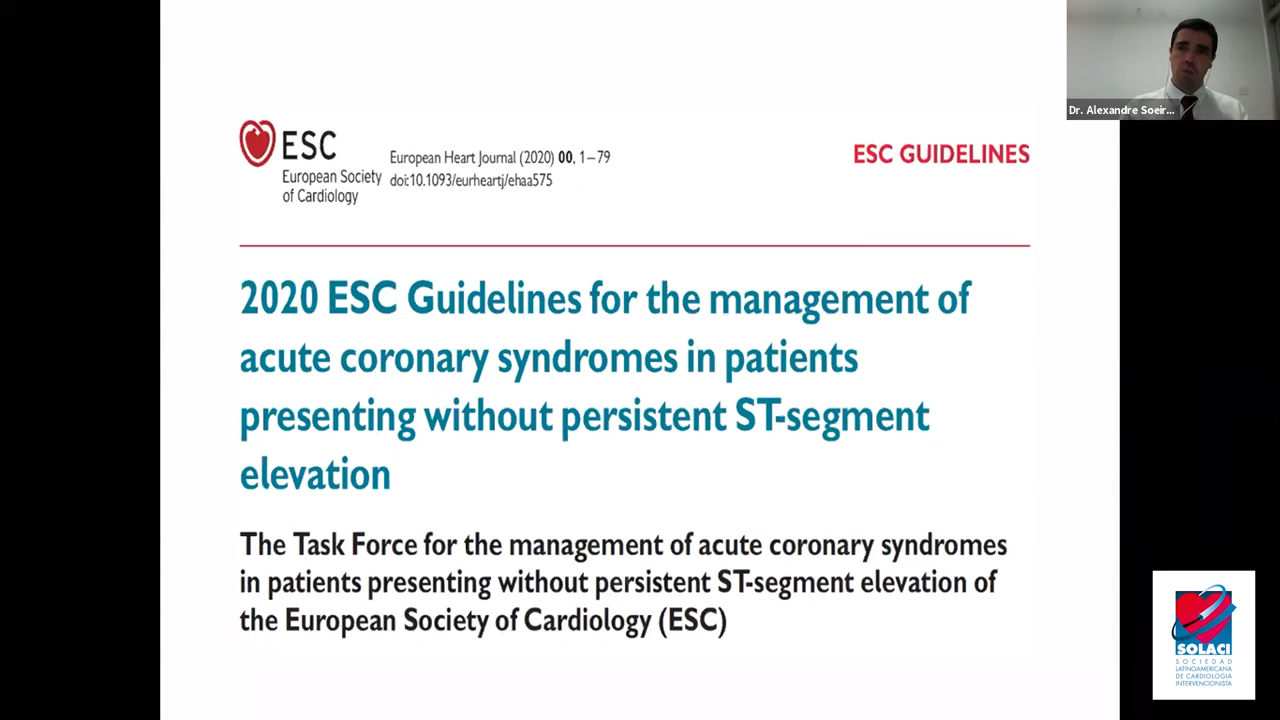 Dr. Alexandre Soeir...
ESC
European Society
of Cardiology
European Heart Journal (2020) 00, 1–79
doi:10.1093/eurheartj/ehaa575
ESC GUIDELINES
2020 ESC Guidelines for the management of
acute coronary syndromes in patients
presenting without persistent ST-segment
elevation
The Task Force for the management of acute coronary syndromes
in patients presenting without persistent ST-segment elevation of
the European Society of Cardiology (ESC)
SOLACI
SOCIEDAD
LATINOAMERICANA
DE CARDIOLOGIA
INTERVENCIONISTA